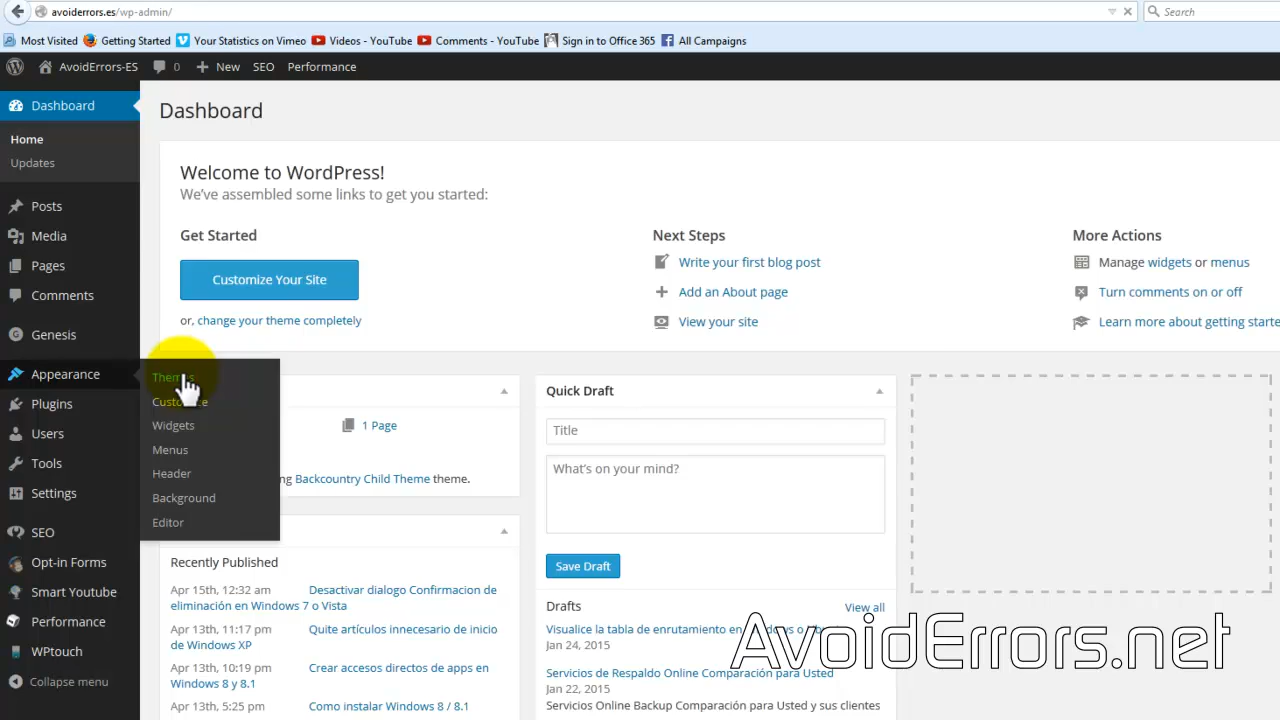 avoiderrors.es/wp-admin/
Search
Most Visited Getting Started Your Statistics on Vimeo Videos - YouTube Comments - YouTube Sign in to Office 365 All Campaigns
AvoidErrors-ES 0 New SEO Performance
Dashboard
Home
Updates
Posts
Media
Pages
Comments
Genesis
Appearance
Plugins
Users
Tools
Settings
SEO
Opt-in Forms
Smart Youtube
Performance
WPtouch
Collapse menu
Themes
Customize
Widgets
Menus
Header
Background
Editor
Dashboard
Welcome to WordPress!
We've assembled some links to get you started:
Get Started
Customize Your Site
or, change your theme completely
Next Steps
Write your first blog post
Add an About page
View your site
More Actions
Manage widgets or menus
Turn comments on or off
Learn more about getting starte
1 Page
ng Backcountry Child Theme theme.
Recently Published
Apr 15th, 12:32 am Desactivar dialogo Confirmacion de
eliminación en Windows 7 o Vista
Apr 13th, 11:17 pm Quite artículos innecesario de inicio
de Windows XP
Apr 13th, 10:19 pm Crear accesos directos de apps en
Windows 8 y 8.1
Apr 13th, 5:25 pm Como instalar Windows 8 / 8.1
Quick Draft
Title
What's on your mind?
Save Draft
Drafts
View all
Visualice la tabla de enrutamiento en
Jan 24, 2015
Servicios de Respaldo Online Comparación para Usted
Jan 22, 2015
Servicios Online Backup Comparación para Usted y sus clientes
AvoidErrors.net